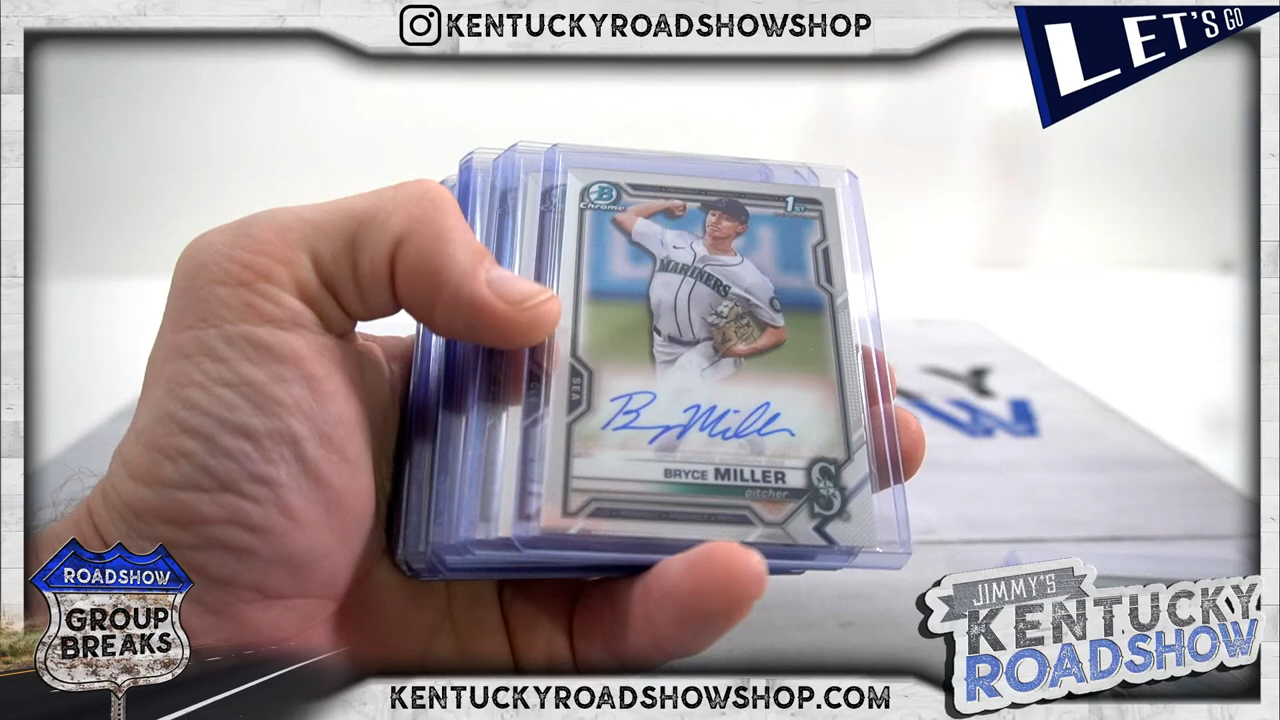 KENTUCKYROADSHOWSHOP
LET'S GO
B
Chrome
1ST
MARINERS
SEA
Bryce Miller
BRYCE MILLER
pitcher
S
Y
W
ROADSHOW
GROUP
BREAKS
JIMMY'S
KENTUCKY
ROADSHOW
KENTUCKYROADSHOWSHOP.COM